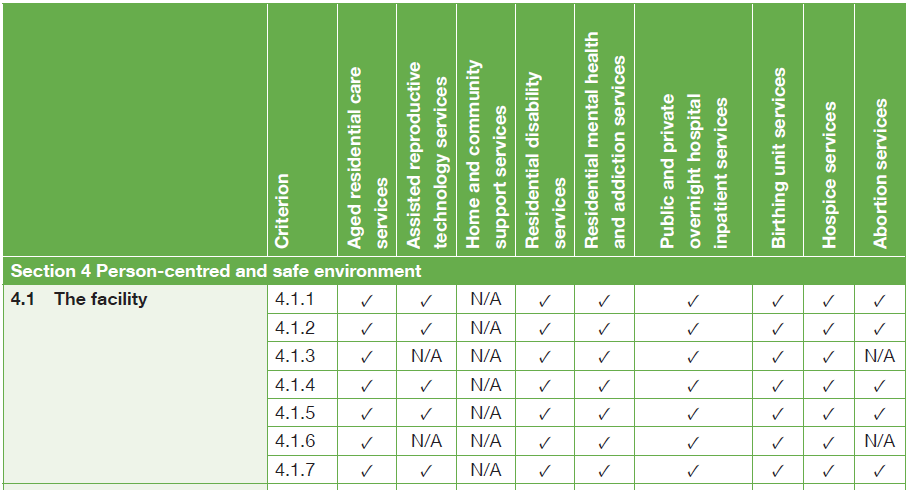 Criterion
Aged residential care
services
Assisted reproductive
technology services
Home and community
support services
Residential disability
services
Residential mental health
and addiction services
Public and private
overnight hospital
inpatient services
Birthing unit services
Hospice services
Abortion services
Section 4 Person-centred and safe environment
4.1 The facility 4.1.1 ✓ ✓ N/A ✓ ✓ ✓ ✓ ✓ ✓
4.1.2 ✓ ✓ N/A ✓ ✓ ✓ ✓ ✓ ✓
4.1.3 ✓ N/A N/A ✓ ✓ ✓ ✓ ✓ N/A
4.1.4 ✓ ✓ N/A ✓ ✓ ✓ ✓ ✓ ✓
4.1.5 ✓ ✓ N/A ✓ ✓ ✓ ✓ ✓ ✓
4.1.6 ✓ N/A N/A ✓ ✓ ✓ ✓ ✓ N/A
4.1.7 ✓ ✓ N/A ✓ ✓ ✓ ✓ ✓ ✓